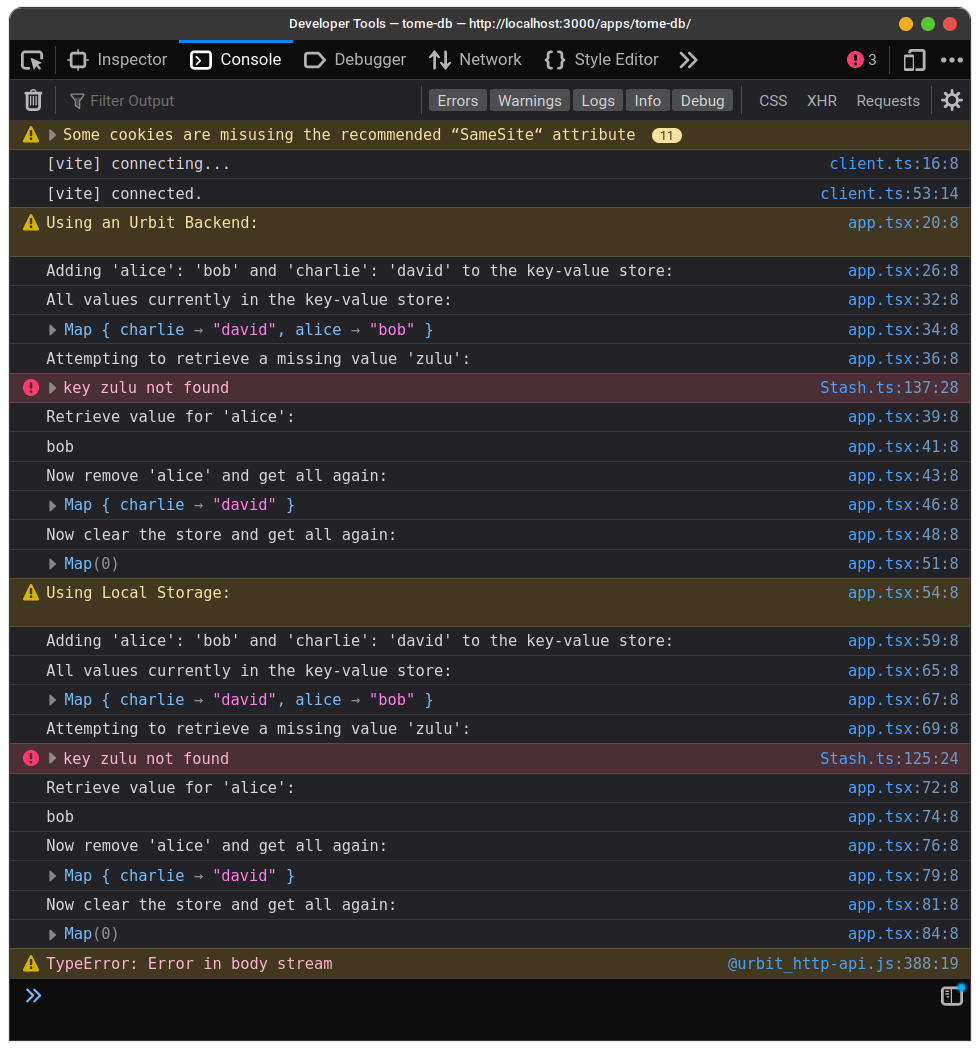 Developer Tools — tome-db — http://localhost:3000/apps/tome-db/
Inspector Console Debugger Network Style Editor 3
Filter Output Errors Warnings Logs Info Debug CSS XHR Requests
Some cookies are misusing the recommended “SameSite“ attribute 11
[vite] connecting... client.ts:16:8
[vite] connected. client.ts:53:14
Using an Urbit Backend: app.tsx:20:8
Adding 'alice': 'bob' and 'charlie': 'david' to the key-value store: app.tsx:26:8
All values currently in the key-value store: app.tsx:32:8
Map { charlie → "david", alice → "bob" } app.tsx:34:8
Attempting to retrieve a missing value 'zulu': app.tsx:36:8
key zulu not found Stash.ts:137:28
Retrieve value for 'alice': app.tsx:39:8
bob app.tsx:41:8
Now remove 'alice' and get all again: app.tsx:43:8
Map { charlie → "david" } app.tsx:46:8
Now clear the store and get all again: app.tsx:48:8
Map(0) app.tsx:51:8
Using Local Storage: app.tsx:54:8
Adding 'alice': 'bob' and 'charlie': 'david' to the key-value store: app.tsx:59:8
All values currently in the key-value store: app.tsx:65:8
Map { charlie → "david", alice → "bob" } app.tsx:67:8
Attempting to retrieve a missing value 'zulu': app.tsx:69:8
key zulu not found Stash.ts:125:24
Retrieve value for 'alice': app.tsx:72:8
bob app.tsx:74:8
Now remove 'alice' and get all again: app.tsx:76:8
Map { charlie → "david" } app.tsx:79:8
Now clear the store and get all again: app.tsx:81:8
Map(0) app.tsx:84:8
TypeError: Error in body stream @urbit_http-api.js:388:19